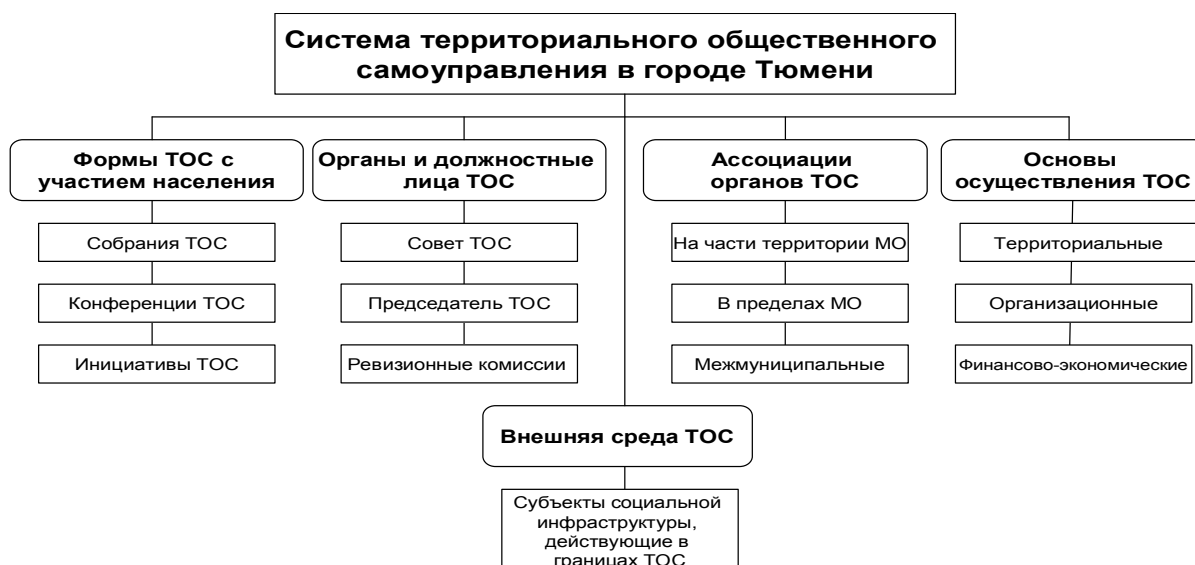 Система территориального общественного
самоуправления в городе Тюмени
Формы ТОС с
участием населения
Собрания ТОС
Конференции ТОС
Инициативы ТОС
Органы и должностные
лица ТОС
Совет ТОС
Председатель ТОС
Ревизионные комиссии
Ассоциации
органов ТОС
На части территории МО
В пределах МО
Межмуниципальные
Основы
осуществления ТОС
Территориальные
Организационные
Финансово-экономические
Внешняя среда ТОС
Субъекты социальной
инфраструктуры,
действующие в
границах ТОС